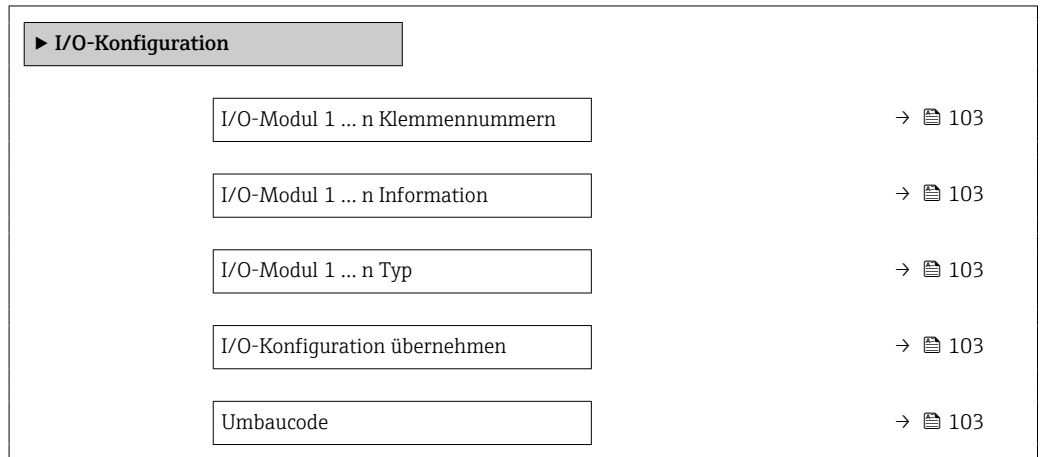 ▶ I/O-Konfiguration
I/O-Modul 1 … n Klemmennummern → 103
I/O-Modul 1 … n Information → 103
I/O-Modul 1 … n Typ → 103
I/O-Konfiguration übernehmen → 103
Umbaucode → 103